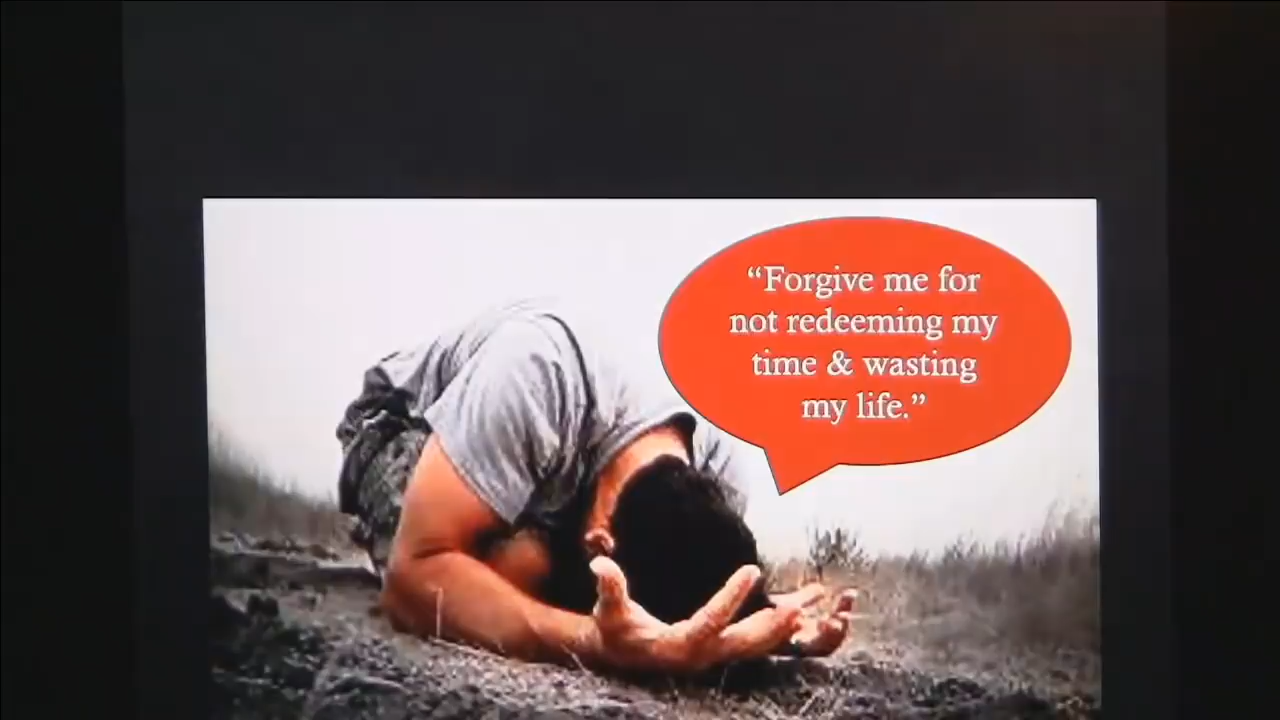 “Forgive me for
not redeeming my
time & wasting
my life.”